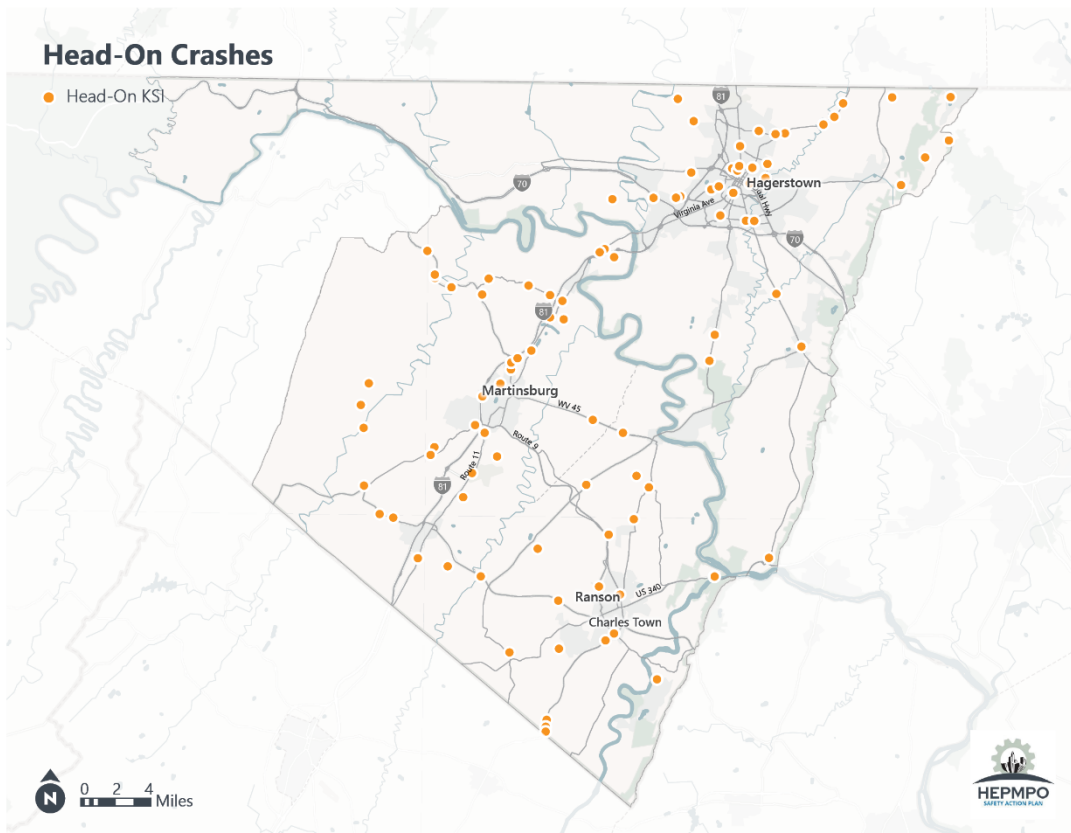 Head-On Crashes
Head-On KSI
81
70
Hagerstown
Virginia Ave
Hwy
70
81
Martinsburg
WV 45
Route 9
Route 11
81
Ranson
US 340
Charles Town
N
0 2 4
Miles
HEPMPO
SAFETY ACTION PLAN